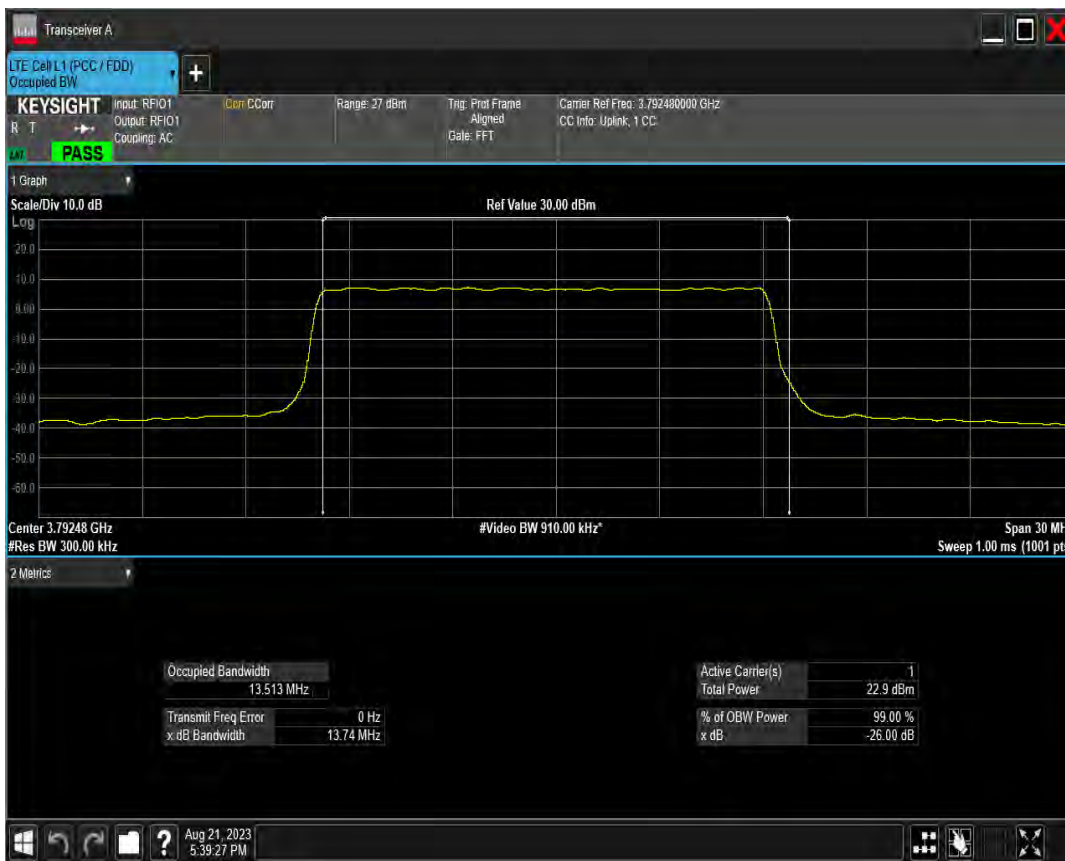 Transceiver A
LTE Cell L1 (PCC / FDD)
Occupied BW
+
KEYSIGHT
R T
PASS
Input: RFIO1
Output: RFIO1
Coupling: AC
Corr CCorr
Range: 27 dBm
Trig: Prot Frame
Aligned
Gate: FFT
Carrier Ref Freq: 3.792480000 GHz
CC Info: Uplink, 1 CC
1 Graph
Scale/Div 10.0 dB
Ref Value 30.00 dBm
Log
20.0
10.0
0.00
-10.0
-20.0
-30.0
-40.0
-50.0
-60.0
Center 3.79248 GHz
#Video BW 910.00 kHz*
Span 30 MH
#Res BW 300.00 kHz
Sweep 1.00 ms (1001 pts
2 Metrics
Occupied Bandwidth
13.513 MHz
Transmit Freq Error 0 Hz
x dB Bandwidth 13.74 MHz
Active Carrier(s) 1
Total Power 22.9 dBm
% of OBW Power 99.00 %
x dB -26.00 dB
?
Aug 21, 2023
5:39:27 PM